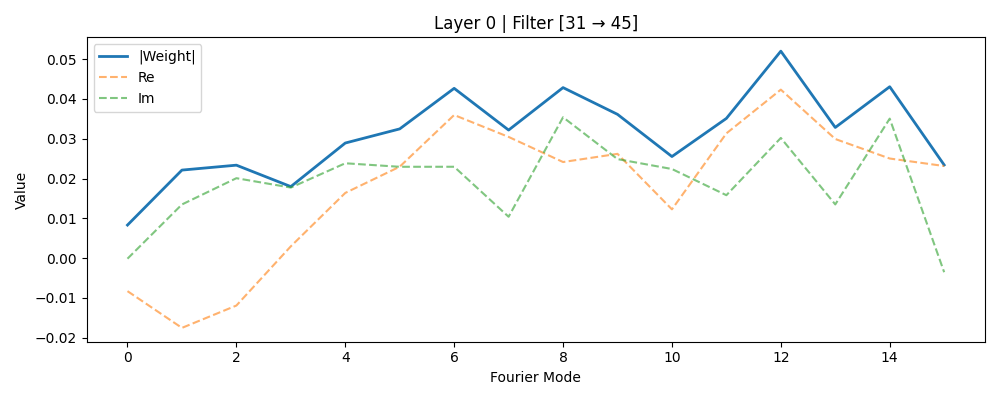 Layer 0 | Filter [31 → 45]
|Weight|
Re
Im
Value
0.05
0.04
0.03
0.02
0.01
0.00
−0.01
−0.02
0 2 4 6 8 10 12 14
Fourier Mode